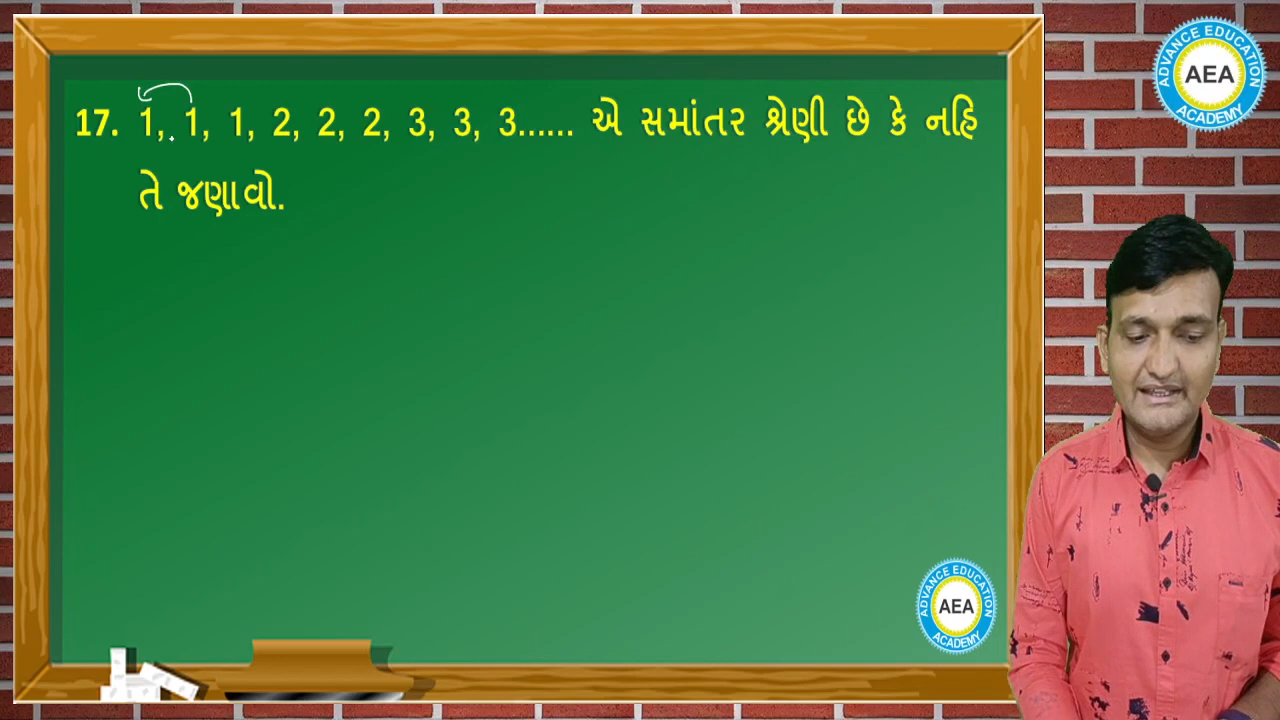 17. 1, 1, 1, 2, 2, 2, 3, 3, 3...... એ સમાંતર શ્રેણી છે કે નહિ
તે જણાવો.
ADVANCE EDUCATION
AEA
ACADEMY
ADVANCE EDUCATION
AEA
ACADEMY